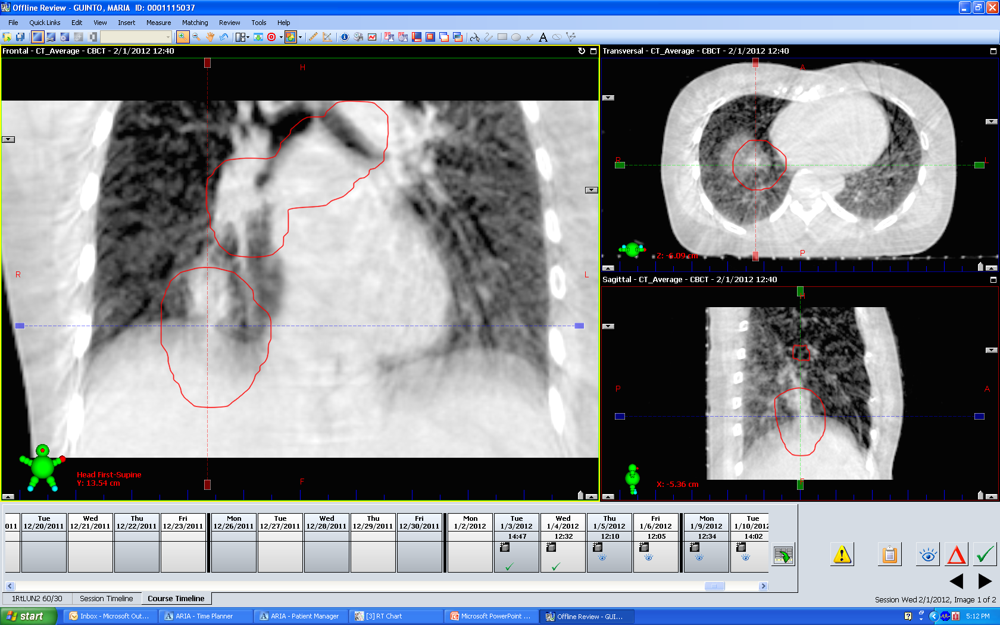 Offline Review - GUINTO, MARIA  ID: 0001115037
File Quick Links Edit View Insert Measure Matching Review Tools Help
Frontal - CT_Average - CBCT - 2/1/2012 12:40
H
R
L
F
Head First-Supine
Y: 13.54 cm
Transversal - CT_Average - CBCT - 2/1/2012 12:40
A
R
L
P
Z: -6.09 cm
Sagittal - CT_Average - CBCT - 2/1/2012 12:40
H
P
A
F
X: -5.36 cm
Tue Wed Thu Fri Mon Tue Wed Thu Fri Mon Tue Wed Thu Fri Mon Tue
011 12/20/2011 12/21/2011 12/22/2011 12/23/2011 12/26/2011 12/27/2011 12/28/2011 12/29/2011 12/30/2011 1/2/2012 1/3/2012 1/4/2012 1/5/2012 1/6/2012 1/9/2012 1/10/2012
14:47 12:32 12:10 12:05 12:34 14:02
1RtLUN2 60/30 Session Timeline Course Timeline
Session Wed 2/1/2012, Image 1 of 2
start Inbox - Microsoft Out... ARIA - Time Planner ARIA - Patient Manager [3] RT Chart Microsoft PowerPoint ... Offline Review - GUI... 5:12 PM